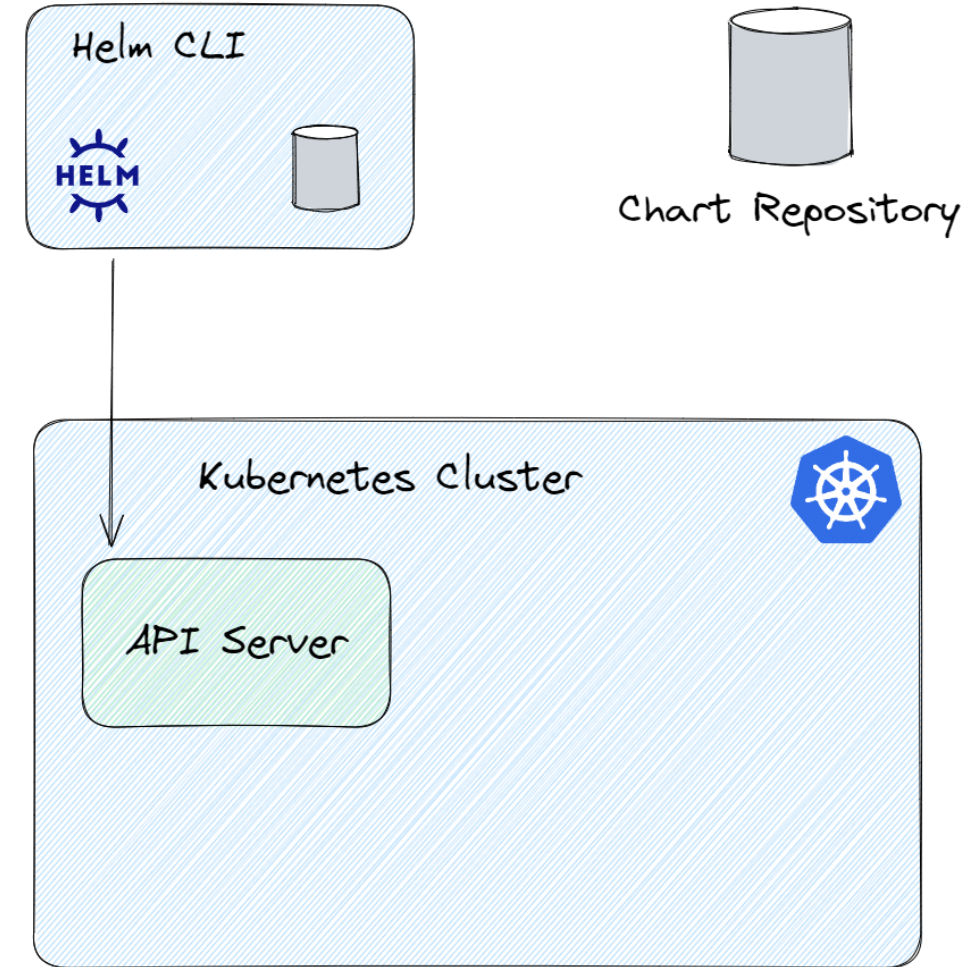 Helm CLI
HELM
Chart Repository
Kubernetes Cluster
API Server